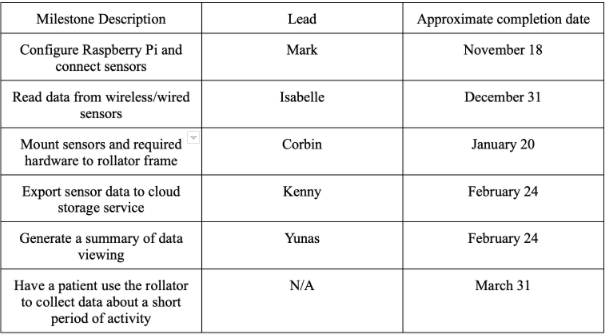 Milestone Description Lead Approximate completion date
Configure Raspberry Pi and
connect sensors
Mark
November 18
Read data from wireless/wired
sensors
Isabelle
December 31
Mount sensors and required
hardware to rollator frame
Corbin
January 20
Export sensor data to cloud
storage service
Kenny
February 24
Generate a summary of data
viewing
Yunas
February 24
Have a patient use the rollator
to collect data about a short
period of activity
N/A
March 31